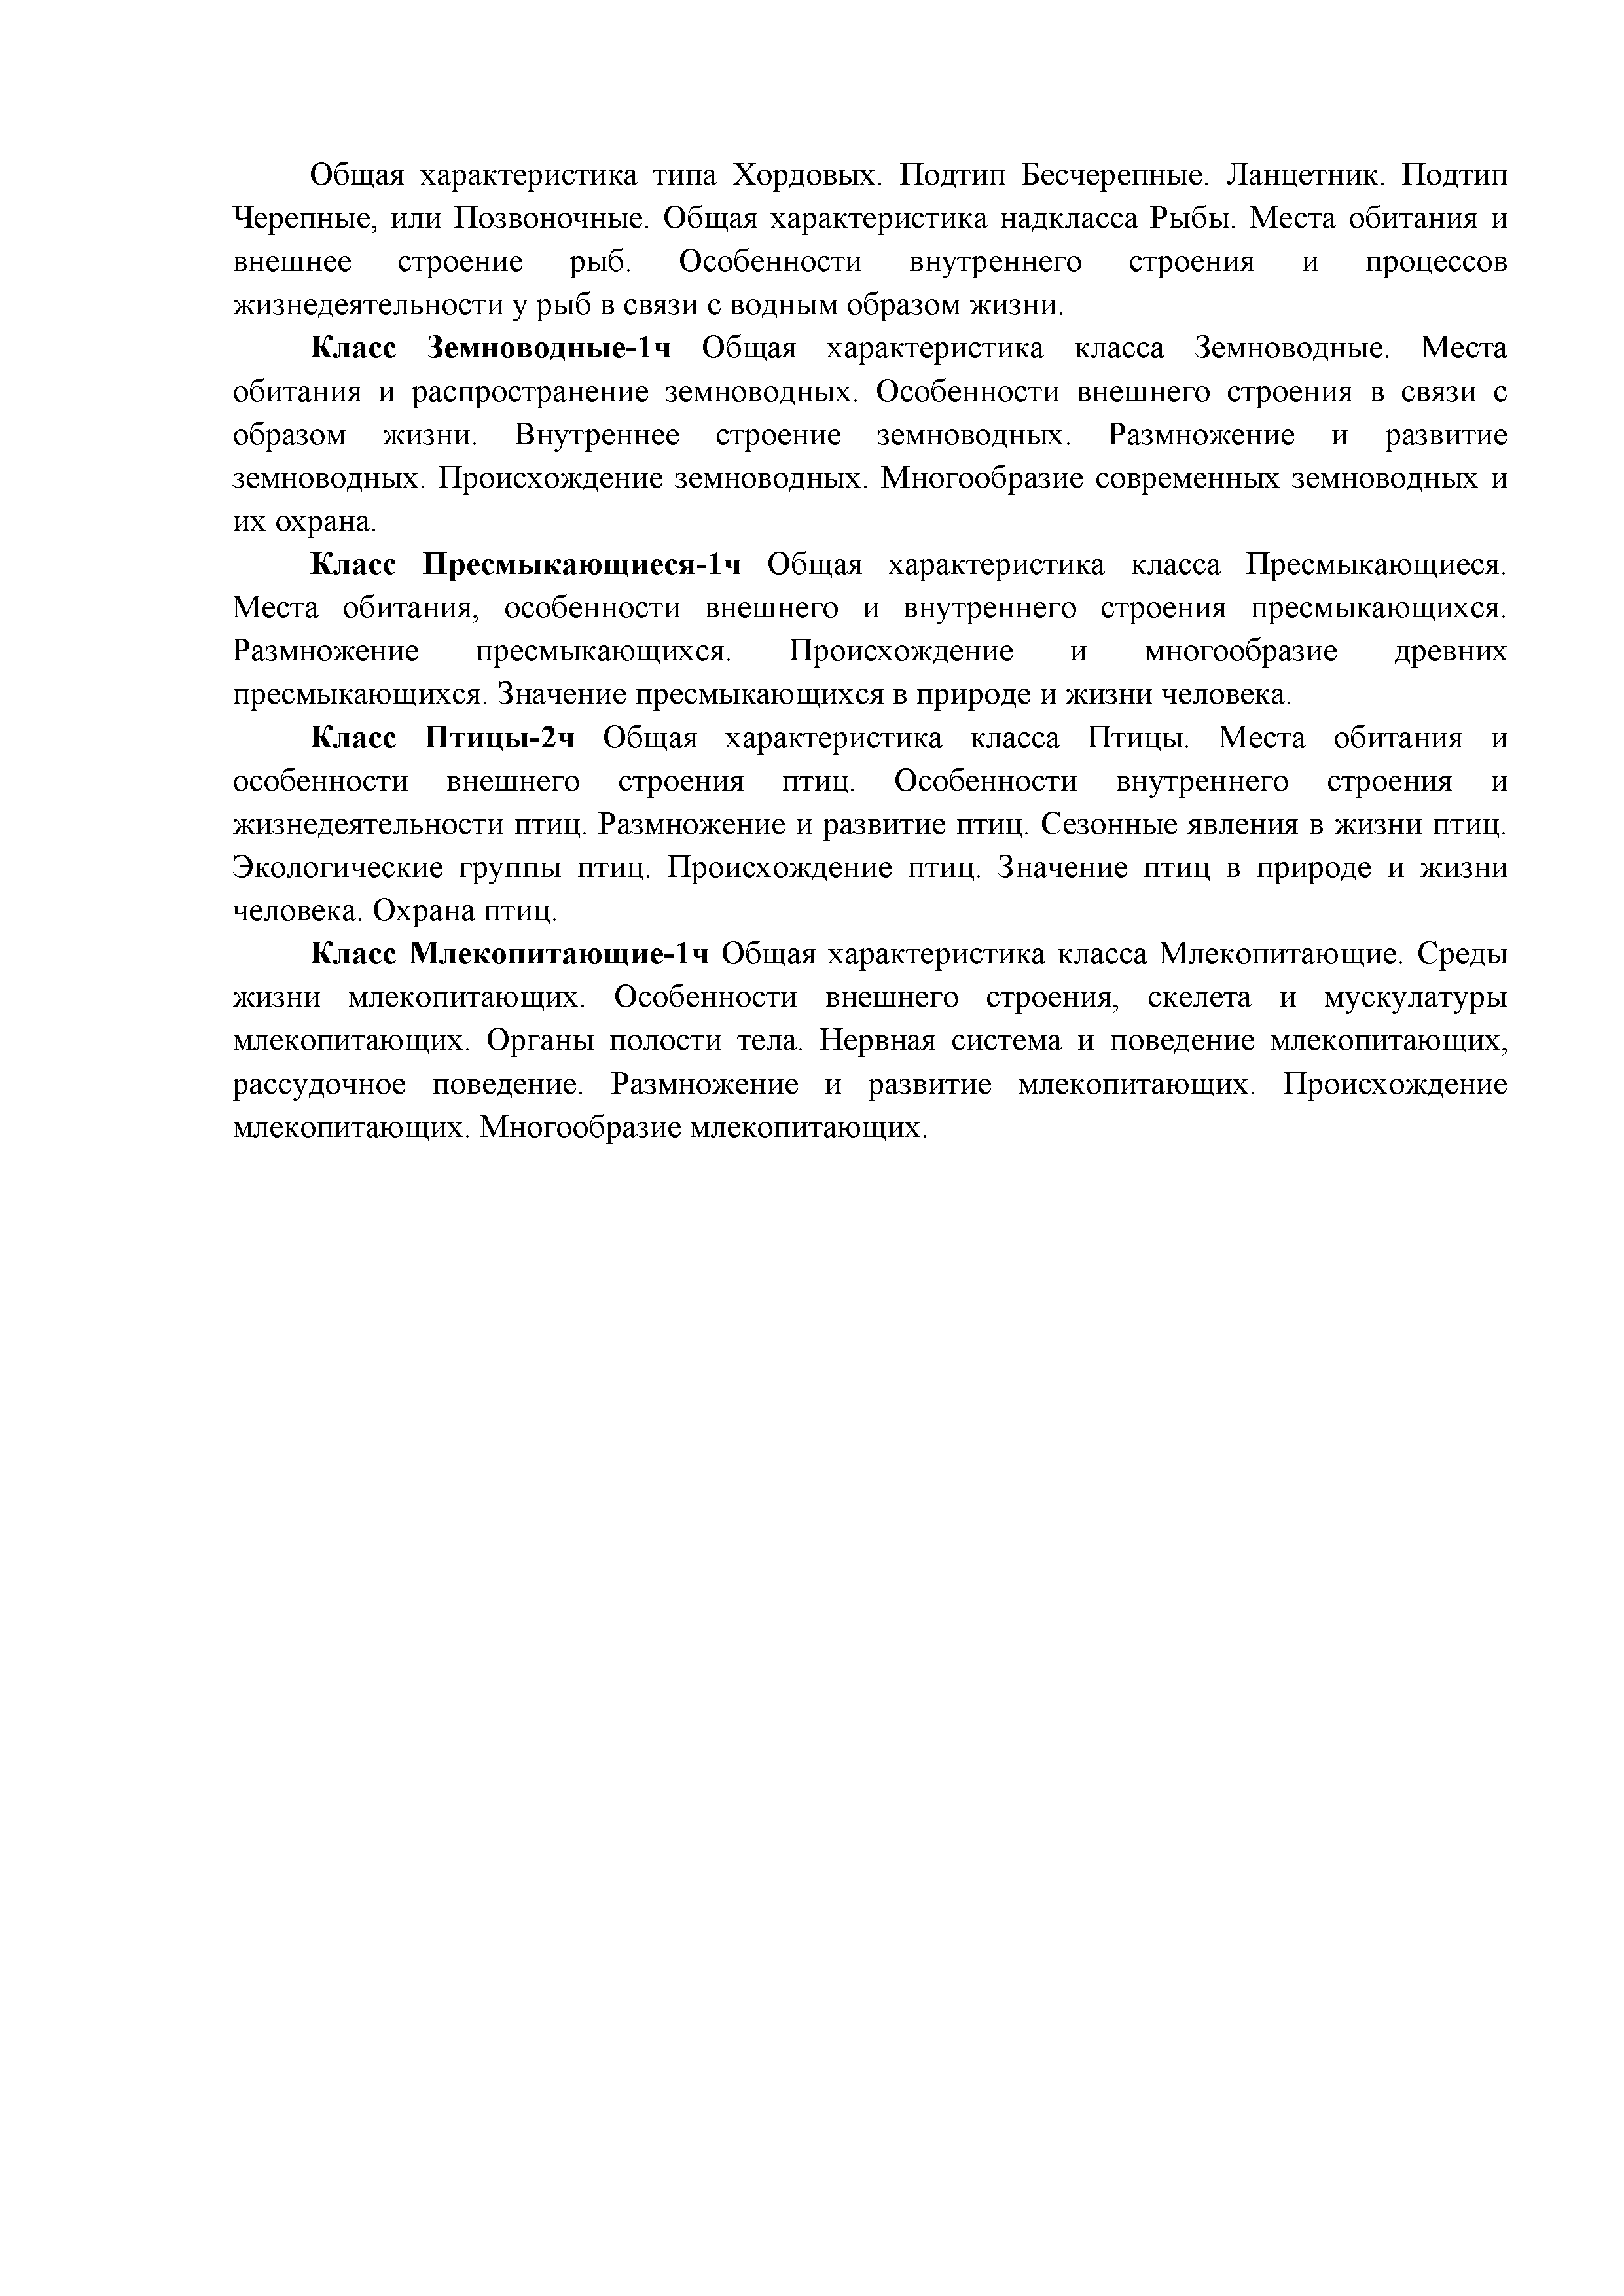 Общая характеристика типа Хордовых. Подтип Бесчерепные. Ланцетник. Подтип
Черепные, или Позвоночные. Общая характеристика надкласса Рыбы. Места обитания и
внешнее строение рыб. Особенности внутреннего строения и процессов
жизнедеятельности у рыб в связи с водным образом жизни.
Класс Земноводные-1ч Общая характеристика класса Земноводные. Места
обитания и распространение земноводных. Особенности внешнего строения в связи с
образом жизни. Внутреннее строение земноводных. Размножение и развитие
земноводных. Происхождение земноводных. Многообразие современных земноводных и
их охрана.
Класс Пресмыкающиеся-1ч Общая характеристика класса Пресмыкающиеся.
Места обитания, особенности внешнего и внутреннего строения пресмыкающихся.
Размножение пресмыкающихся. Происхождение и многообразие древних
пресмыкающихся. Значение пресмыкающихся в природе и жизни человека.
Класс Птицы-2ч Общая характеристика класса Птицы. Места обитания и
особенности внешнего строения птиц. Особенности внутреннего строения и
жизнедеятельности птиц. Размножение и развитие птиц. Сезонные явления в жизни птиц.
Экологические группы птиц. Происхождение птиц. Значение птиц в природе и жизни
человека. Охрана птиц.
Класс Млекопитающие-1ч Общая характеристика класса Млекопитающие. Среды
жизни млекопитающих. Особенности внешнего строения, скелета и мускулатуры
млекопитающих. Органы полости тела. Нервная система и поведение млекопитающих,
рассудочное поведение. Размножение и развитие млекопитающих. Происхождение
млекопитающих. Многообразие млекопитающих.